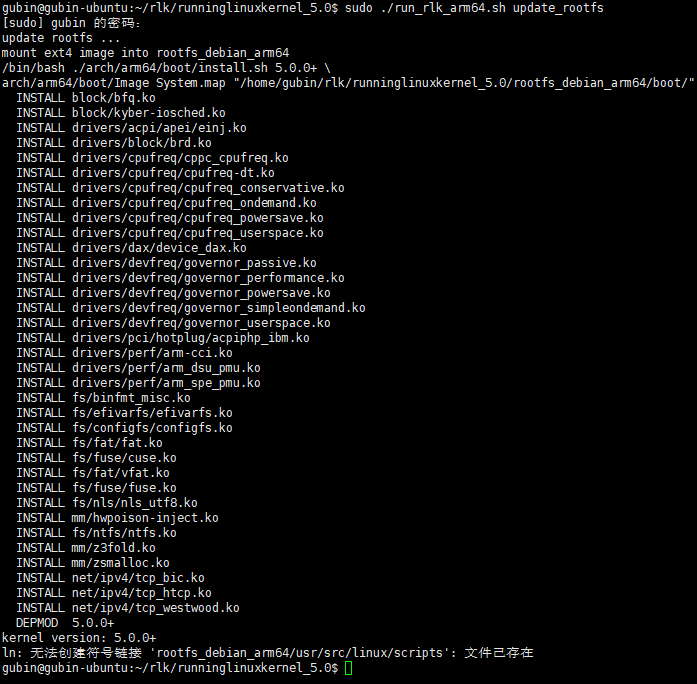 gubin@gubin-ubuntu:~/rlk/runninglinuxkernel_5.0$ sudo ./run_rlk_arm64.sh update_rootfs
[sudo] gubin 的密码：
update rootfs ...
mount ext4 image into rootfs_debian_arm64
/bin/bash ./arch/arm64/boot/install.sh 5.0.0+ \
arch/arm64/boot/Image System.map "/home/gubin/rlk/runninglinuxkernel_5.0/rootfs_debian_arm64/boot/"
  INSTALL block/bfq.ko
  INSTALL block/kyber-iosched.ko
  INSTALL drivers/acpi/apei/einj.ko
  INSTALL drivers/block/brd.ko
  INSTALL drivers/cpufreq/cppc_cpufreq.ko
  INSTALL drivers/cpufreq/cpufreq-dt.ko
  INSTALL drivers/cpufreq/cpufreq_conservative.ko
  INSTALL drivers/cpufreq/cpufreq_ondemand.ko
  INSTALL drivers/cpufreq/cpufreq_powersave.ko
  INSTALL drivers/cpufreq/cpufreq_userspace.ko
  INSTALL drivers/dax/device_dax.ko
  INSTALL drivers/devfreq/governor_passive.ko
  INSTALL drivers/devfreq/governor_performance.ko
  INSTALL drivers/devfreq/governor_powersave.ko
  INSTALL drivers/devfreq/governor_simpleondemand.ko
  INSTALL drivers/devfreq/governor_userspace.ko
  INSTALL drivers/pci/hotplug/acpiphp_ibm.ko
  INSTALL drivers/perf/arm-cci.ko
  INSTALL drivers/perf/arm_dsu_pmu.ko
  INSTALL drivers/perf/arm_spe_pmu.ko
  INSTALL fs/binfmt_misc.ko
  INSTALL fs/efivarfs/efivarfs.ko
  INSTALL fs/configfs/configfs.ko
  INSTALL fs/fat/fat.ko
  INSTALL fs/fuse/cuse.ko
  INSTALL fs/fat/vfat.ko
  INSTALL fs/fuse/fuse.ko
  INSTALL fs/nls/nls_utf8.ko
  INSTALL mm/hwpoison-inject.ko
  INSTALL fs/ntfs/ntfs.ko
  INSTALL mm/z3fold.ko
  INSTALL mm/zsmalloc.ko
  INSTALL net/ipv4/tcp_bic.ko
  INSTALL net/ipv4/tcp_htcp.ko
  INSTALL net/ipv4/tcp_westwood.ko
  DEPMOD  5.0.0+
kernel version: 5.0.0+
ln: 无法创建符号链接 'rootfs_debian_arm64/usr/src/linux/scripts': 文件已存在
gubin@gubin-ubuntu:~/rlk/runninglinuxkernel_5.0$